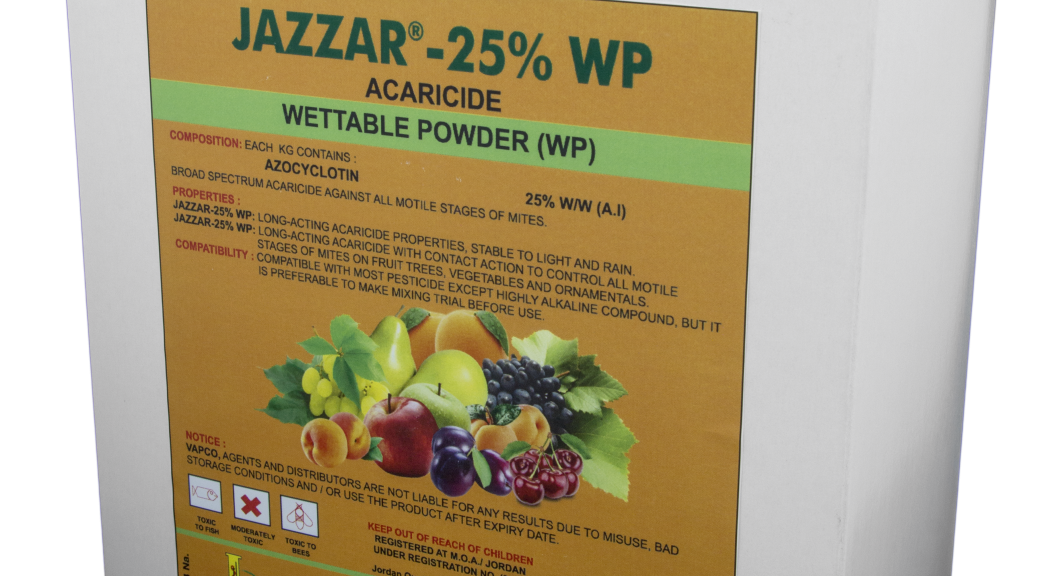 JAZZAR®-25% WP
ACARICIDE
WETTABLE POWDER (WP)
COMPOSITION: EACH KG CONTAINS :
AZOCYCLOTIN 25% W/W (A.I)
BROAD SPECTRUM ACARICIDE AGAINST ALL MOTILE STAGES OF MITES.
PROPERTIES :
JAZZAR-25% WP: LONG-ACTING ACARICIDE PROPERTIES, STABLE TO LIGHT AND RAIN.
JAZZAR-25% WP: LONG-ACTING ACARICIDE WITH CONTACT ACTION TO CONTROL ALL MOTILE
STAGES OF MITES ON FRUIT TREES, VEGETABLES AND ORNAMENTALS.
COMPATIBILITY : COMPATIBLE WITH MOST PESTICIDE EXCEPT HIGHLY ALKALINE COMPOUND, BUT IT
IS PREFERABLE TO MAKE MIXING TRIAL BEFORE USE.
NOTICE :
VAPCO, AGENTS AND DISTRIBUTORS ARE NOT LIABLE FOR ANY RESULTS DUE TO MISUSE, BAD
STORAGE CONDITIONS AND / OR USE THE PRODUCT AFTER EXPIRY DATE.
TOXIC
TO FISH
MODERATELY
TOXIC
TOXIC TO
BEES
KEEP OUT OF REACH OF CHILDREN
REGISTERED AT M.O.A./ JORDAN
UNDER REGISTRATION NO.
Jordan